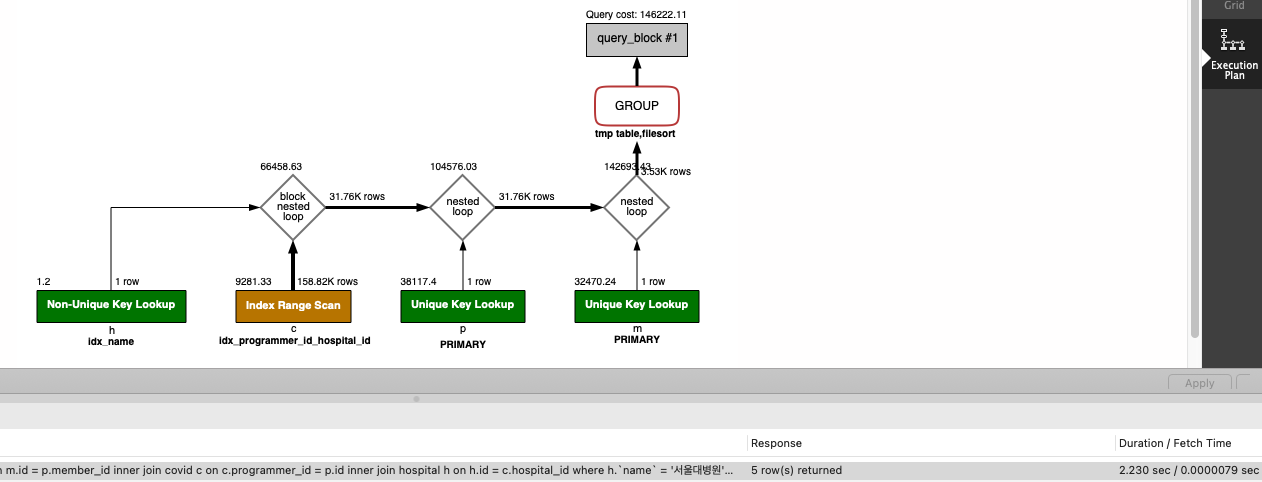 Grid
Execution
Plan
Query cost: 146222.11
query_block #1
GROUP
tmp table,filesort
66458.63
104576.03
142693.43
3.53K rows
block
nested
loop
31.76K rows
nested
loop
31.76K rows
nested
loop
1.2
1 row
9281.33
158.82K rows
38117.4
1 row
32470.24
1 row
Non-Unique Key Lookup
Index Range Scan
Unique Key Lookup
Unique Key Lookup
h
idx_name
c
idx_programmer_id_hospital_id
p
PRIMARY
m
PRIMARY
Apply
Response
Duration / Fetch Time
m.id = p.member_id inner join covid c on c.programmer_id = p.id inner join hospital h on h.id = c.hospital_id where h.`name` = '서울대병원'...
5 row(s) returned
2.230 sec / 0.0000079 sec